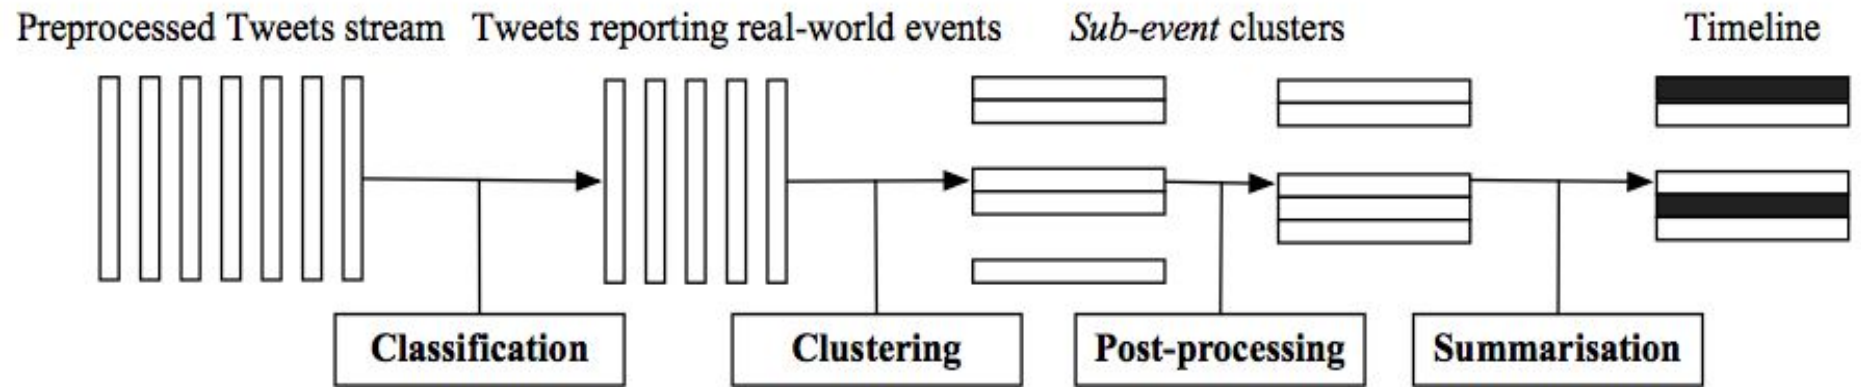 Preprocessed Tweets stream
Tweets reporting real-world events
Sub-event clusters
Timeline
Classification
Clustering
Post-processing
Summarisation